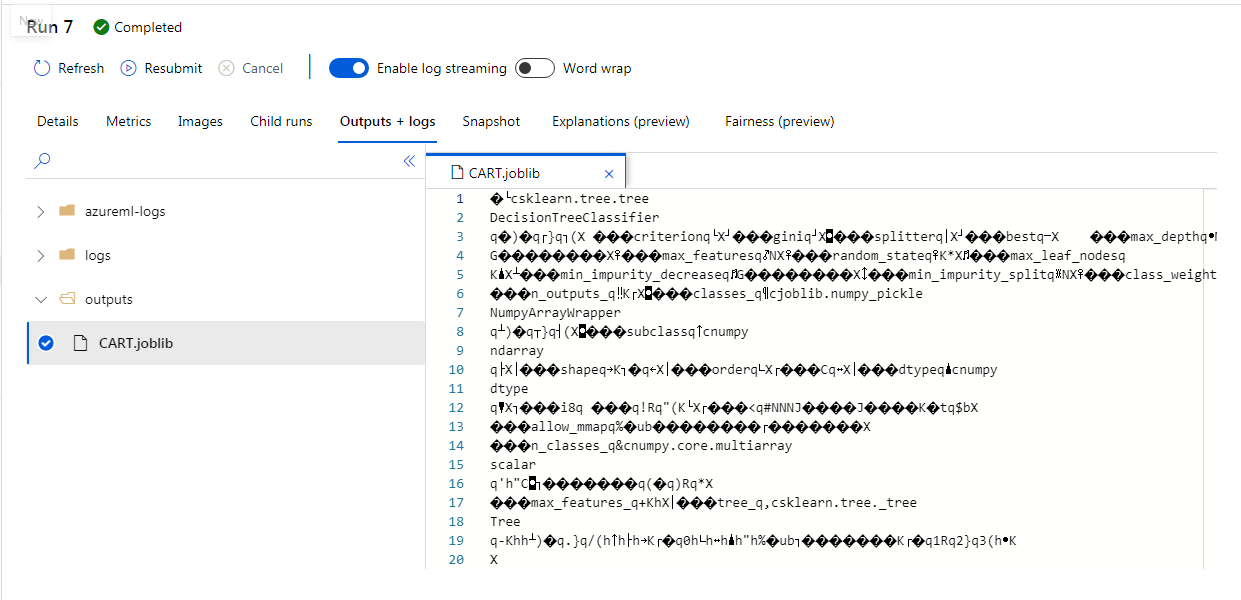 Run 7 Completed
Refresh Resubmit Cancel Enable log streaming Word wrap
Details Metrics Images Child runs Outputs + logs Snapshot Explanations (preview) Fairness (preview)
azureml-logs
logs
outputs
CART.joblib
CART.joblib
1 �└csklearn.tree.tree
2 DecisionTreeClassifier
3 q�)�q┌}q┐(X ���criterionq└X┘���giniq┘X◘���splitterq│X┘���bestq─X ���max_depthq•N
4 G��������X♀���max_featuresq♂NX♀���random_stateq♀K*X♫���max_leaf_nodesq
5 K♟X┴���min_impurity_decreaseq♫G��������X↕���min_impurity_splitq¤NX♀���class_weight
6 ���n_outputs_q‼K┌X◘���classes_q¶cjoblib.numpy_pickle
7 NumpyArrayWrapper
8 q┴)�q┬}q┤(X◘���subclassq↑cnumpy
9 ndarray
10 q├X│���shapeq→K┐�q←X│���orderq∟X┌���Cq↔X│���dtypeq▲cnumpy
11 dtype
12 q▼X┐���i8q ���q!Rq"(K└X┌���<q#NNNJ����J����K�tq$bX
13 ���allow_mmapq%�ub��������┌�������X
14 ���n_classes_q&cnumpy.core.multiarray
15 scalar
16 q'h"C◘┐�������q(�q)Rq*X
17 ���max_features_q+KhX│���tree_q,csklearn.tree._tree
18 Tree
19 q-Khh┴)�q.}q/(h↑h├h→K┌�q0h∟h↔h▲h"h%�ub┐�������K┌�q1Rq2}q3(h•K
20 X